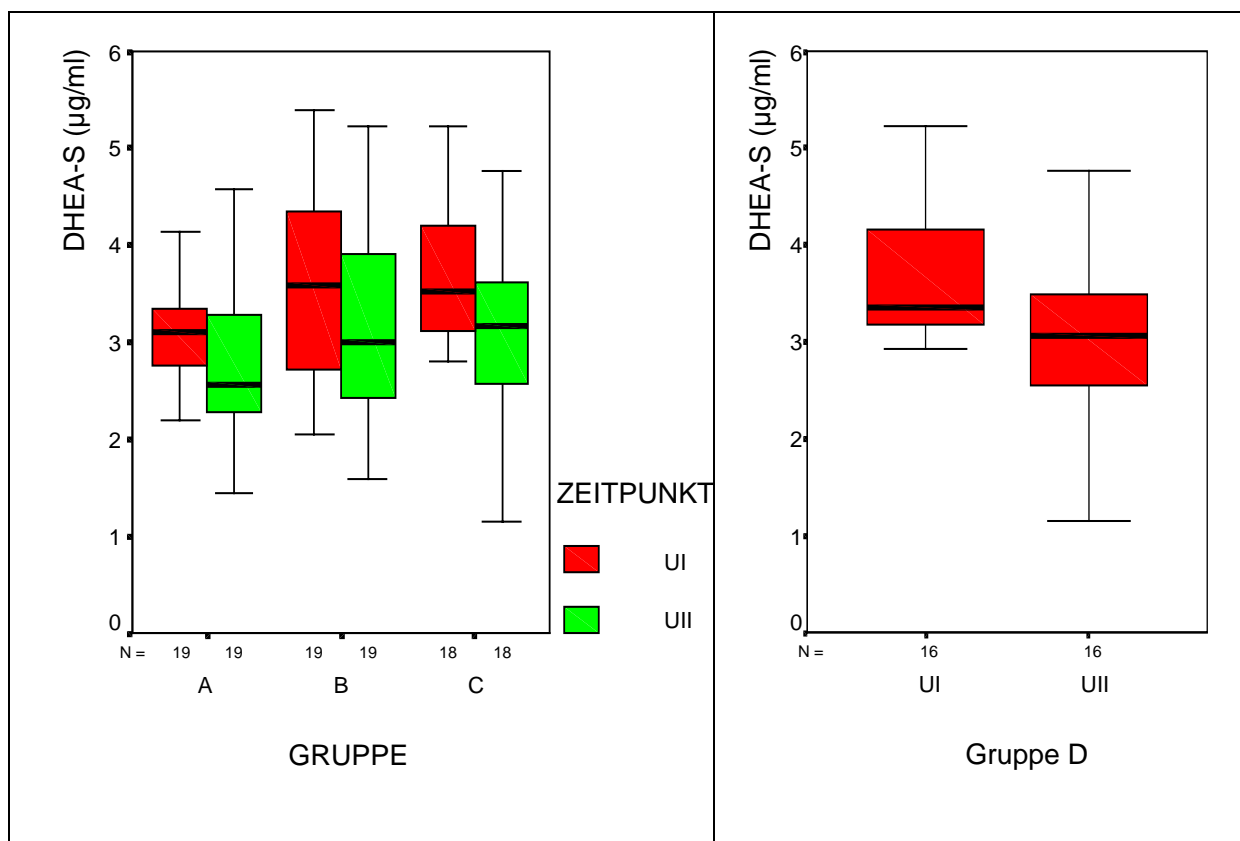 DHEA-S (µg/ml)
6
5
4
3
2
1
0
N = 19 19 19 19 18 18
A B C
GRUPPE
ZEITPUNKT
UI
UII
DHEA-S (µg/ml)
6
5
4
3
2
1
0
N = 16 16
UI UII
Gruppe D